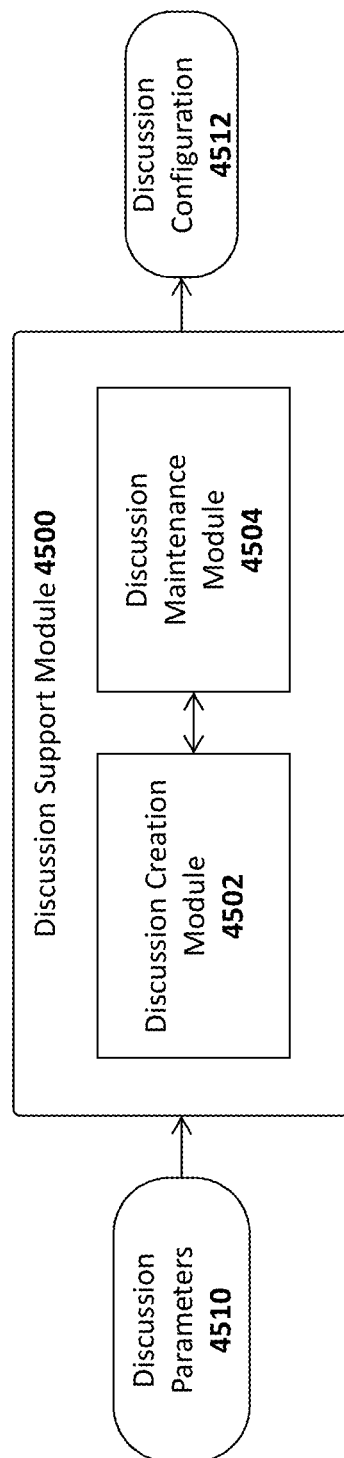 Discussion
Parameters
4510
Discussion Support Module 4500
Discussion Creation
Module
4502
Discussion
Maintenance
Module
4504
Discussion
Configuration
4512